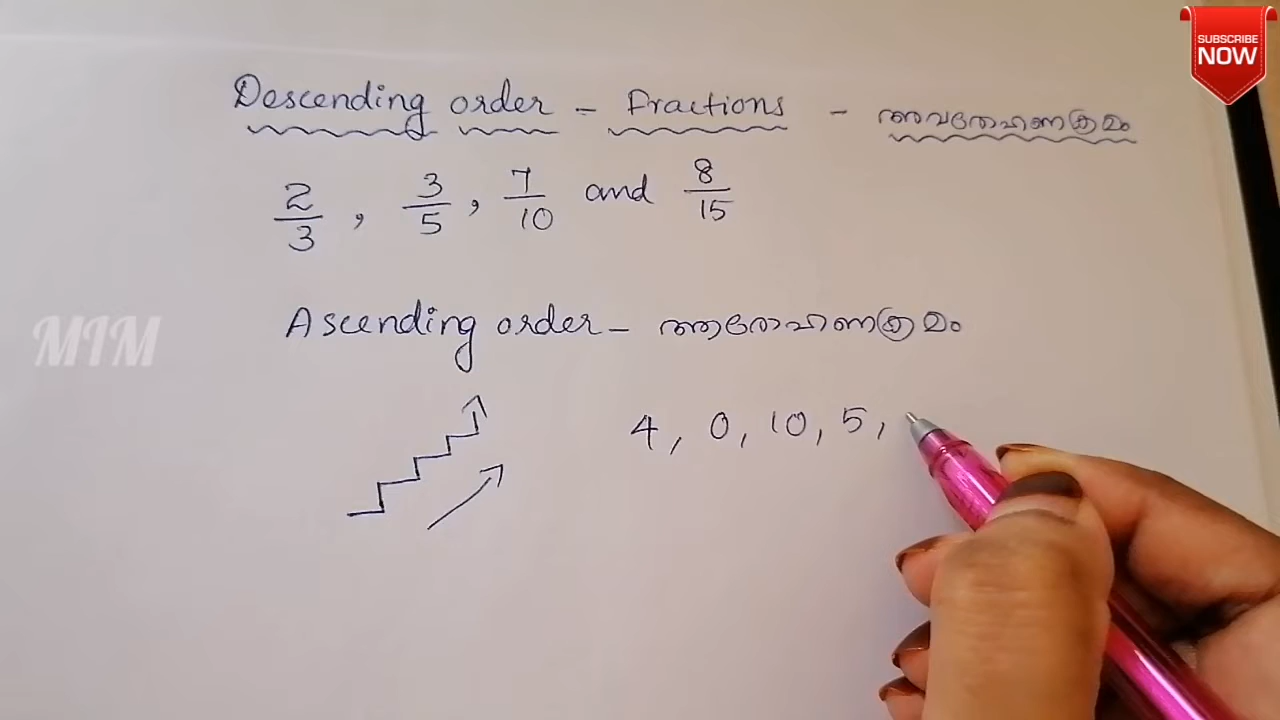 SUBSCRIBE
NOW
Descending order - Fractions - അവരോഹണക്രമം
2/3, 3/5, 7/10 and 8/15
MIM
Ascending order - ആരോഹണക്രമം
4, 0, 10, 5,